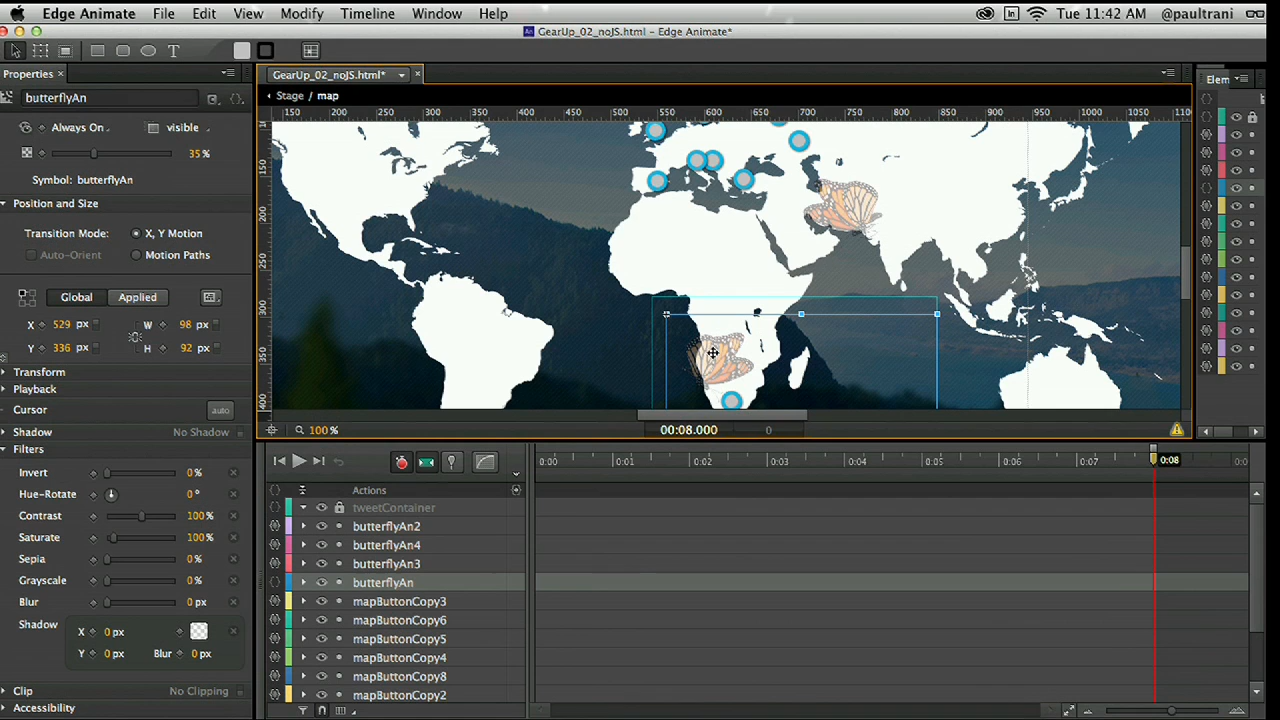 Edge Animate File Edit View Modify Timeline Window Help Tue 11:42 AM @paultrani
GearUp_02_noJS.html - Edge Animate*
T
Properties × GearUp_02_noJS.html* × Elem
butterflyAn
Stage / map
Always On visible
150 200 250 300 350 400 450 500 550 600 650 700 750 800 850 900 950 1000 1050 1100
35 %
Symbol: butterflyAn
Position and Size
Transition Mode: X, Y Motion
Auto-Orient Motion Paths
150
200
250
300
350
400
Global Applied
X 529 W 98 px
Y 336 H 92 px
Transform
Playback
Cursor auto
Shadow No Shadow
100 % 00:08.000 0
Filters
Invert 0 %
Hue-Rotate 0 °
Contrast 100 %
Saturate 100 %
Sepia 0 %
Grayscale 0 %
Blur 0 px
Shadow X 0 px
Y 0 px Blur 0 px
Clip No Clipping
Accessibility
0:00 0:01 0:02 0:03 0:04 0:05 0:06 0:07 0:08
Actions
tweetContainer
butterflyAn2
butterflyAn4
butterflyAn3
butterflyAn
mapButtonCopy3
mapButtonCopy6
mapButtonCopy5
mapButtonCopy4
mapButtonCopy8
mapButtonCopy2